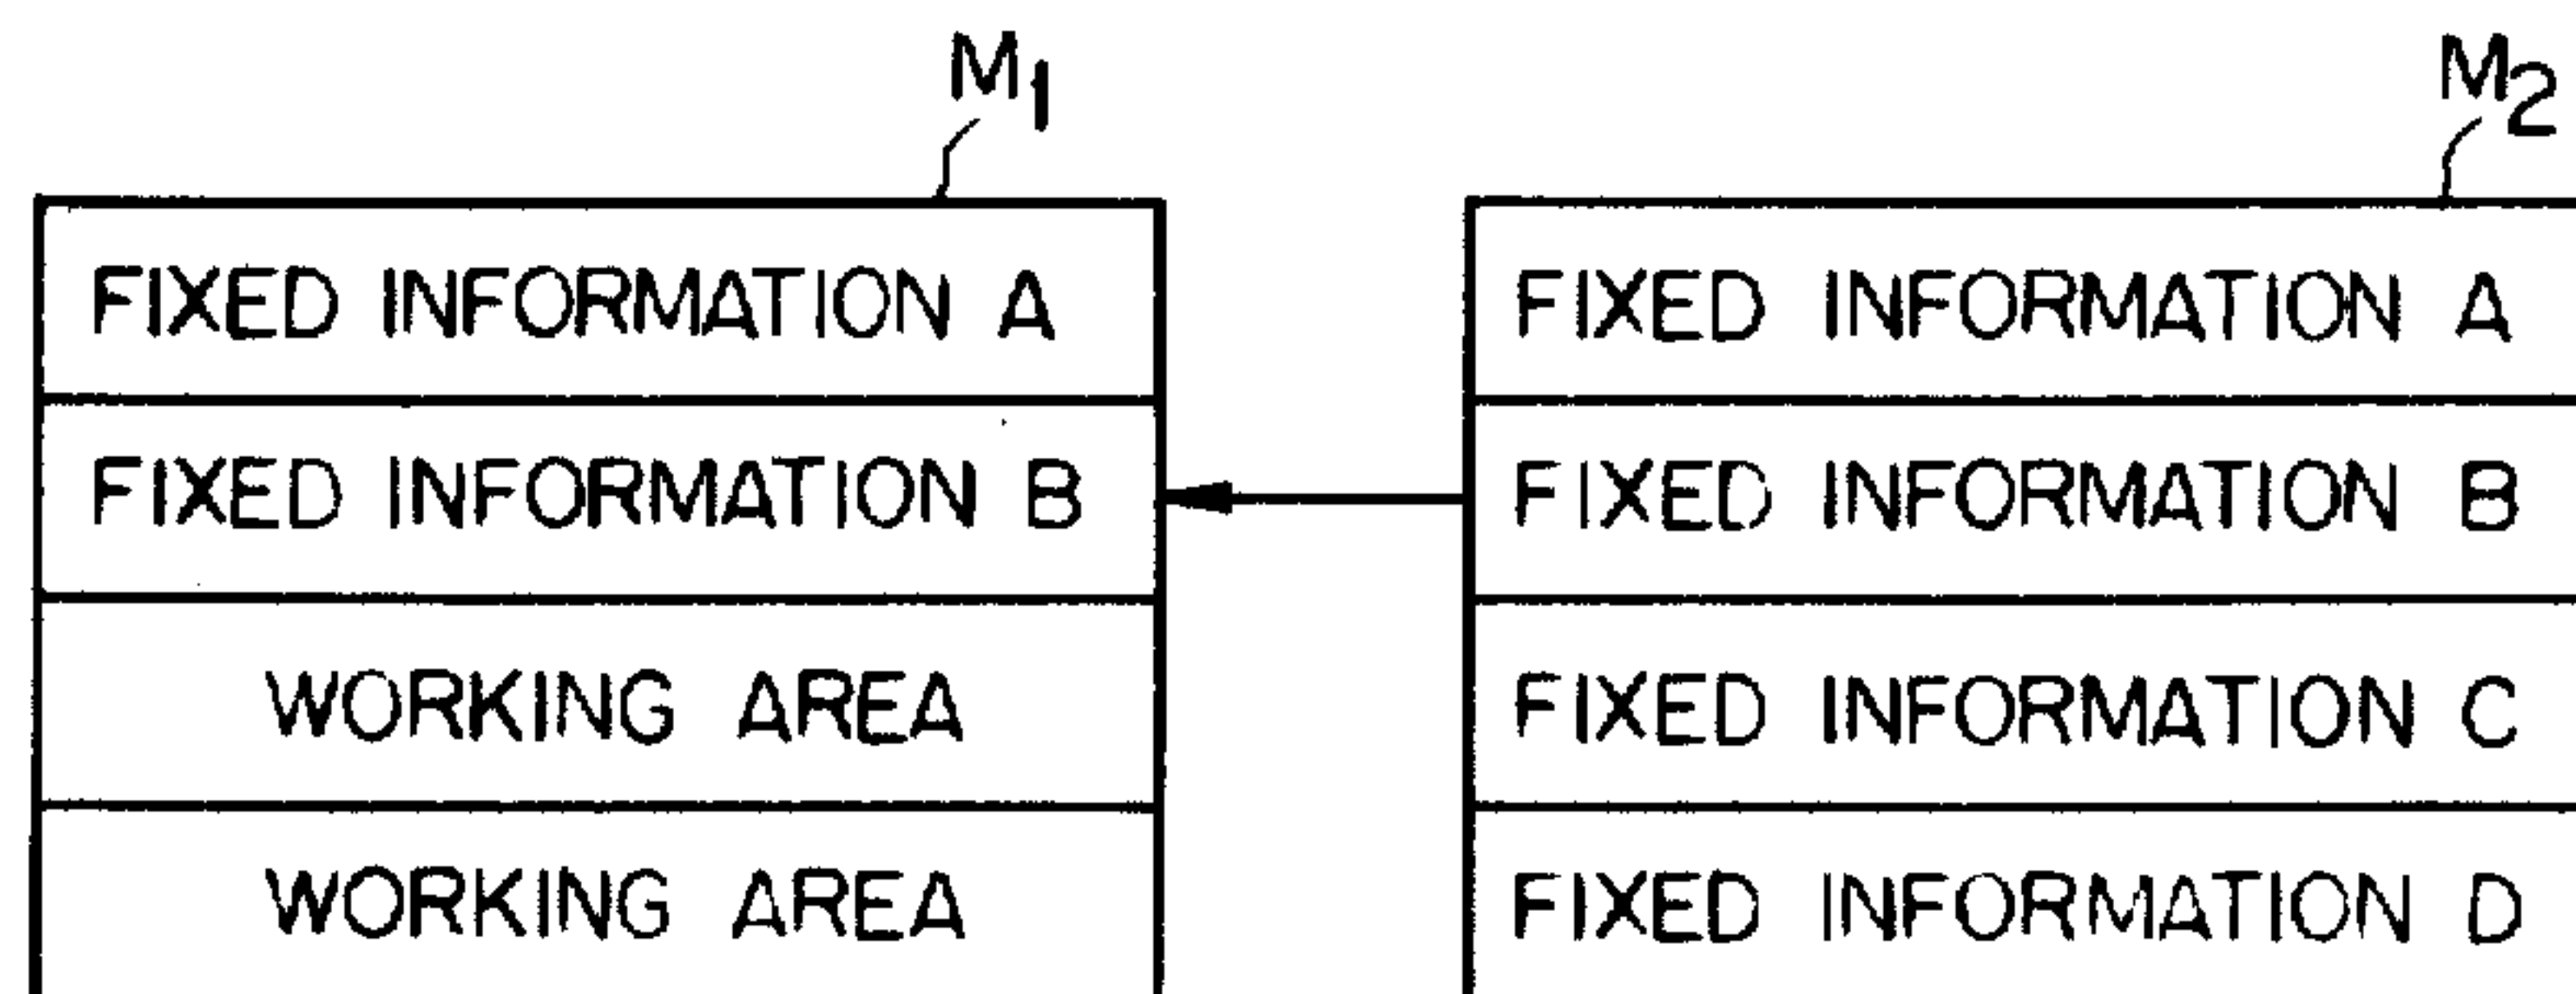 M1
M2
FIXED INFORMATION A
FIXED INFORMATION A
FIXED INFORMATION B
FIXED INFORMATION B
WORKING AREA
FIXED INFORMATION C
WORKING AREA
FIXED INFORMATION D